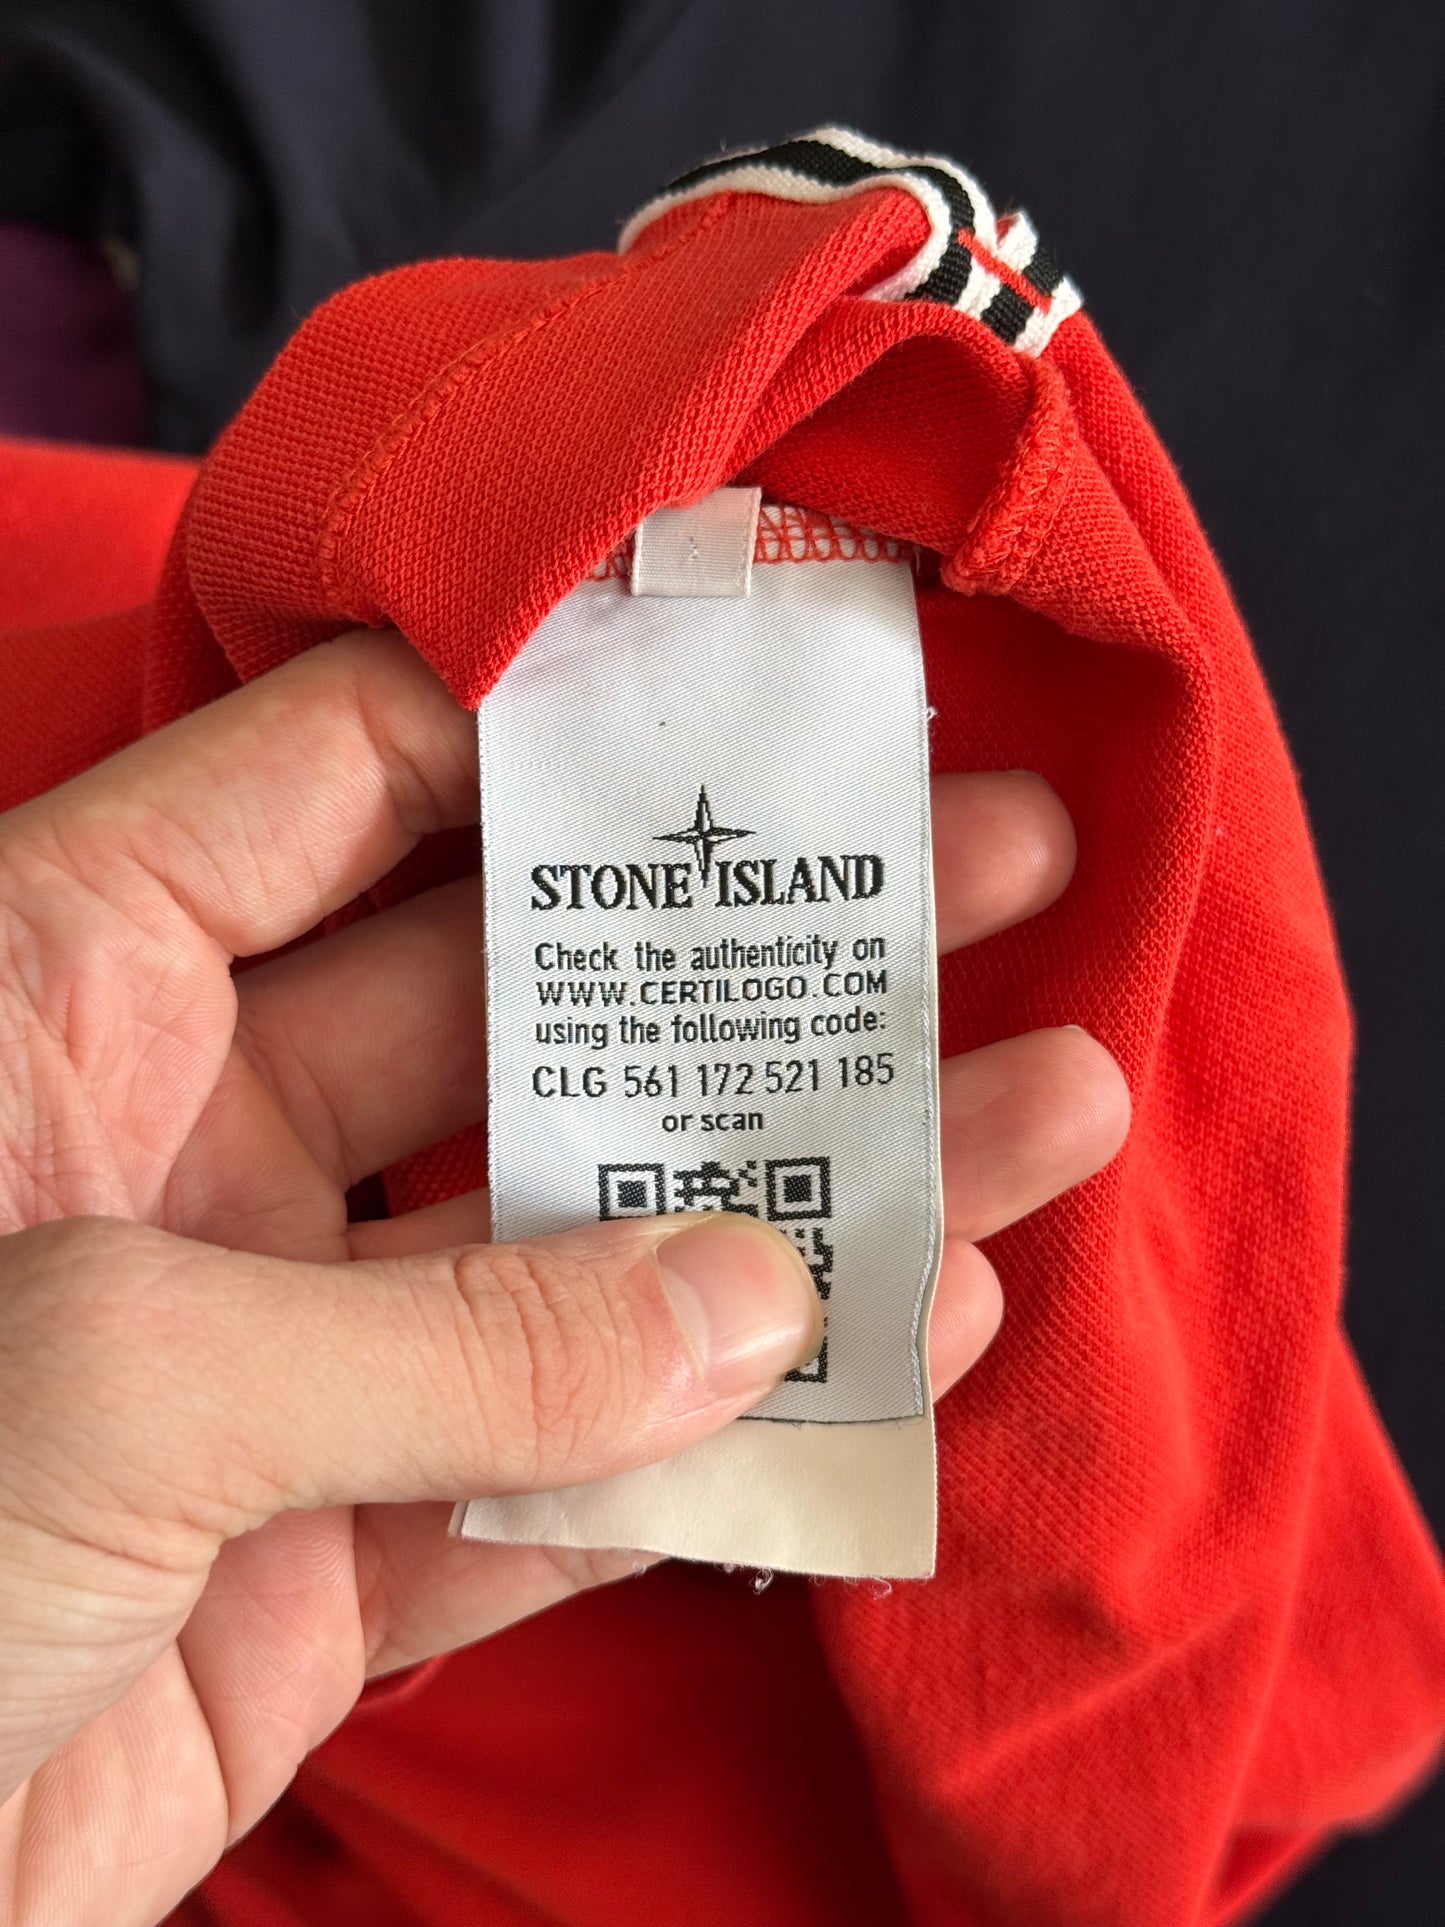 STONE ISLAND
Check the authenticity on
WWW.CERTILOGO.COM
using the following code:
CLG 561 172 521 185
or scan